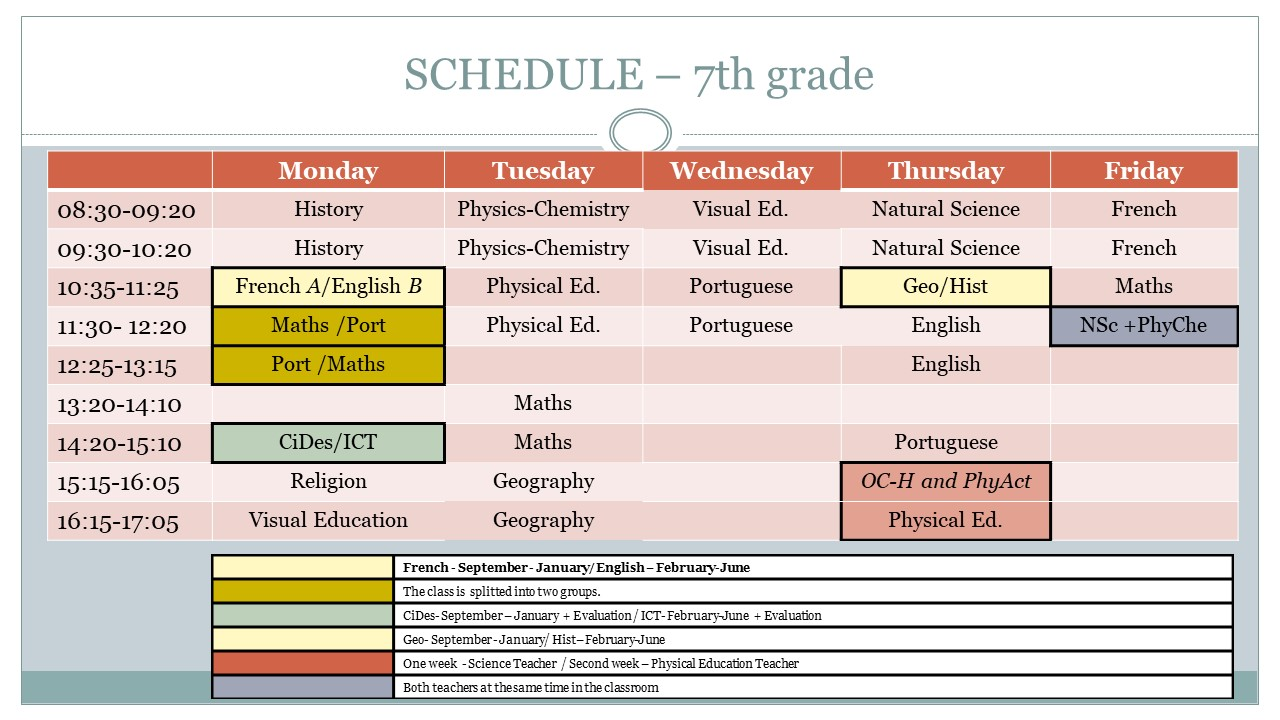 SCHEDULE – 7th grade
Monday Tuesday Wednesday Thursday Friday
08:30-09:20 History Physics-Chemistry Visual Ed. Natural Science French
09:30-10:20 History Physics-Chemistry Visual Ed. Natural Science French
10:35-11:25 French A/English B Physical Ed. Portuguese Geo/Hist Maths
11:30- 12:20 Maths /Port Physical Ed. Portuguese English NSc +PhyChe
12:25-13:15 Port /Maths English
13:20-14:10 Maths
14:20-15:10 CiDes/ICT Maths Portuguese
15:15-16:05 Religion Geography OC-H and PhyAct
16:15-17:05 Visual Education Geography Physical Ed.
French - September - January/ English – February-June
The class is splitted into two groups.
CiDes- September – January + Evaluation / ICT- February-June + Evaluation
Geo- September- January/ Hist– February-June
One week - Science Teacher / Second week – Physical Education Teacher
Both teachers at the same time in the classroom